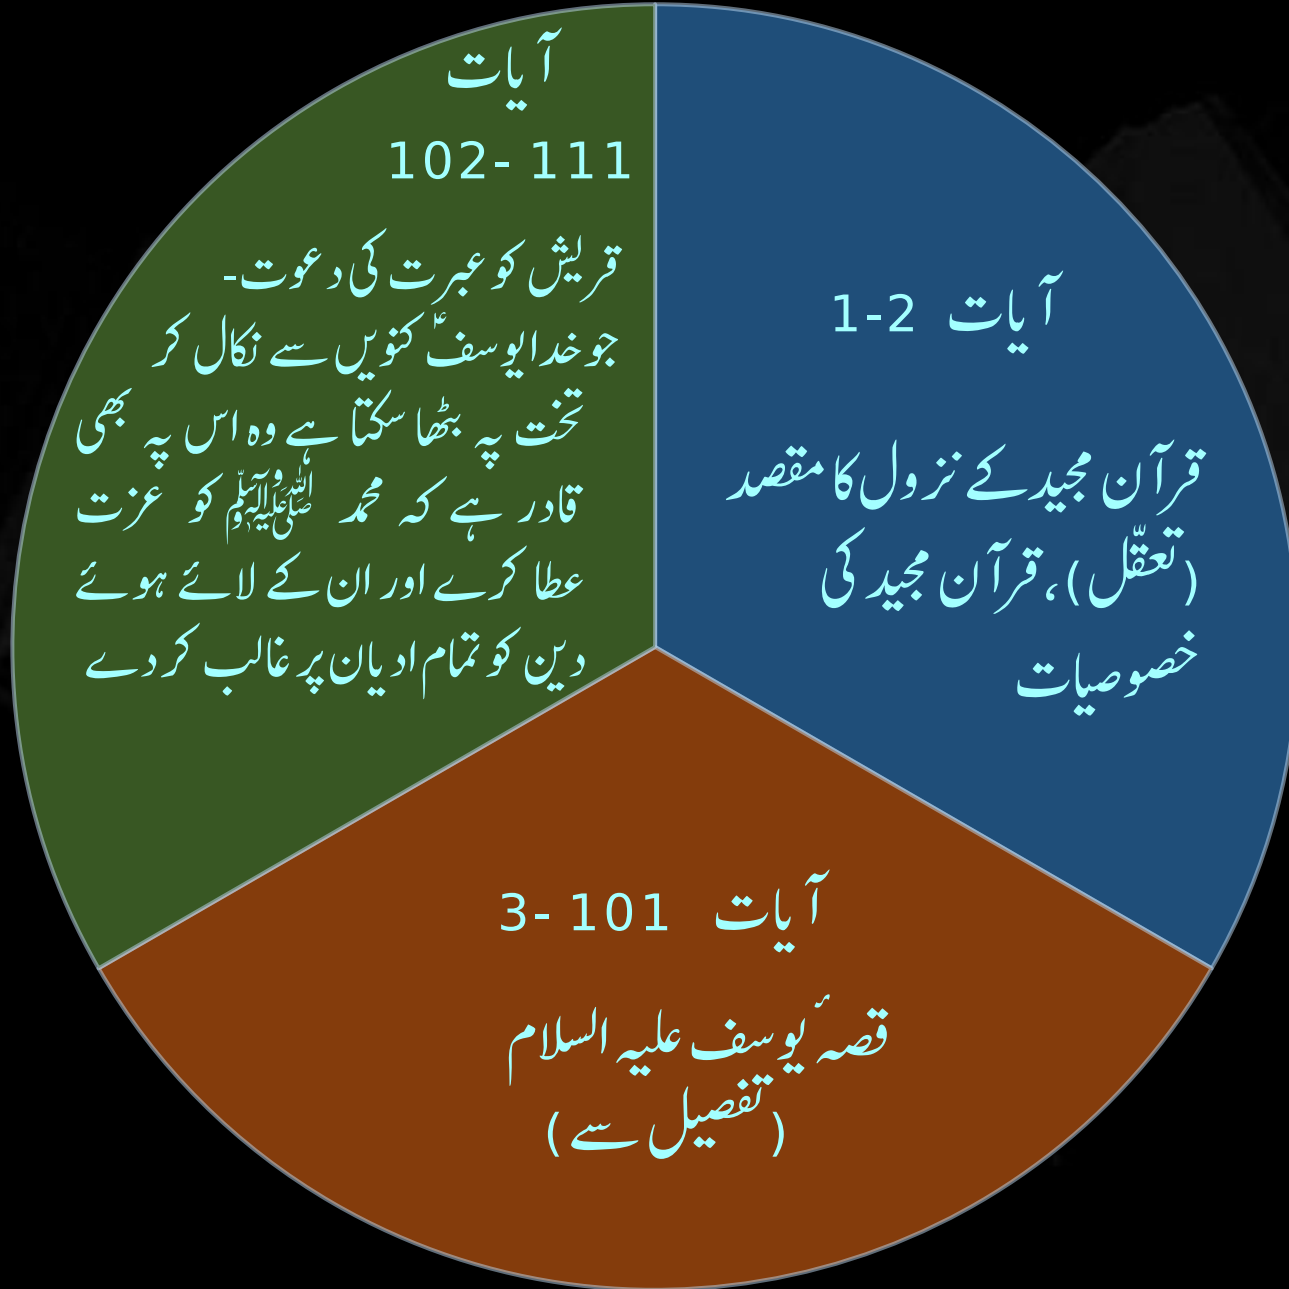 آیات 1-2
قرآن مجید کے نزول کا مقصد
(تعقّل)، قرآن مجید کی
خصوصیات
آیات 3- 101
قصہٴ یوسف علیہ السلام
(تفصیل سے)
آیات
102- 111
قریش کو عبرت کی دعوت-
جو خدا یوسفؑ کنویں سے نکال کر
تخت پہ بٹھا سکتا ہے وہ اس پہ بھی
قادر ہے کہ محمد ﷺ کو عزت
عطا کرے اور ان کے لائے ہوئے
دین کو تمام ادیان پر غالب کر دے